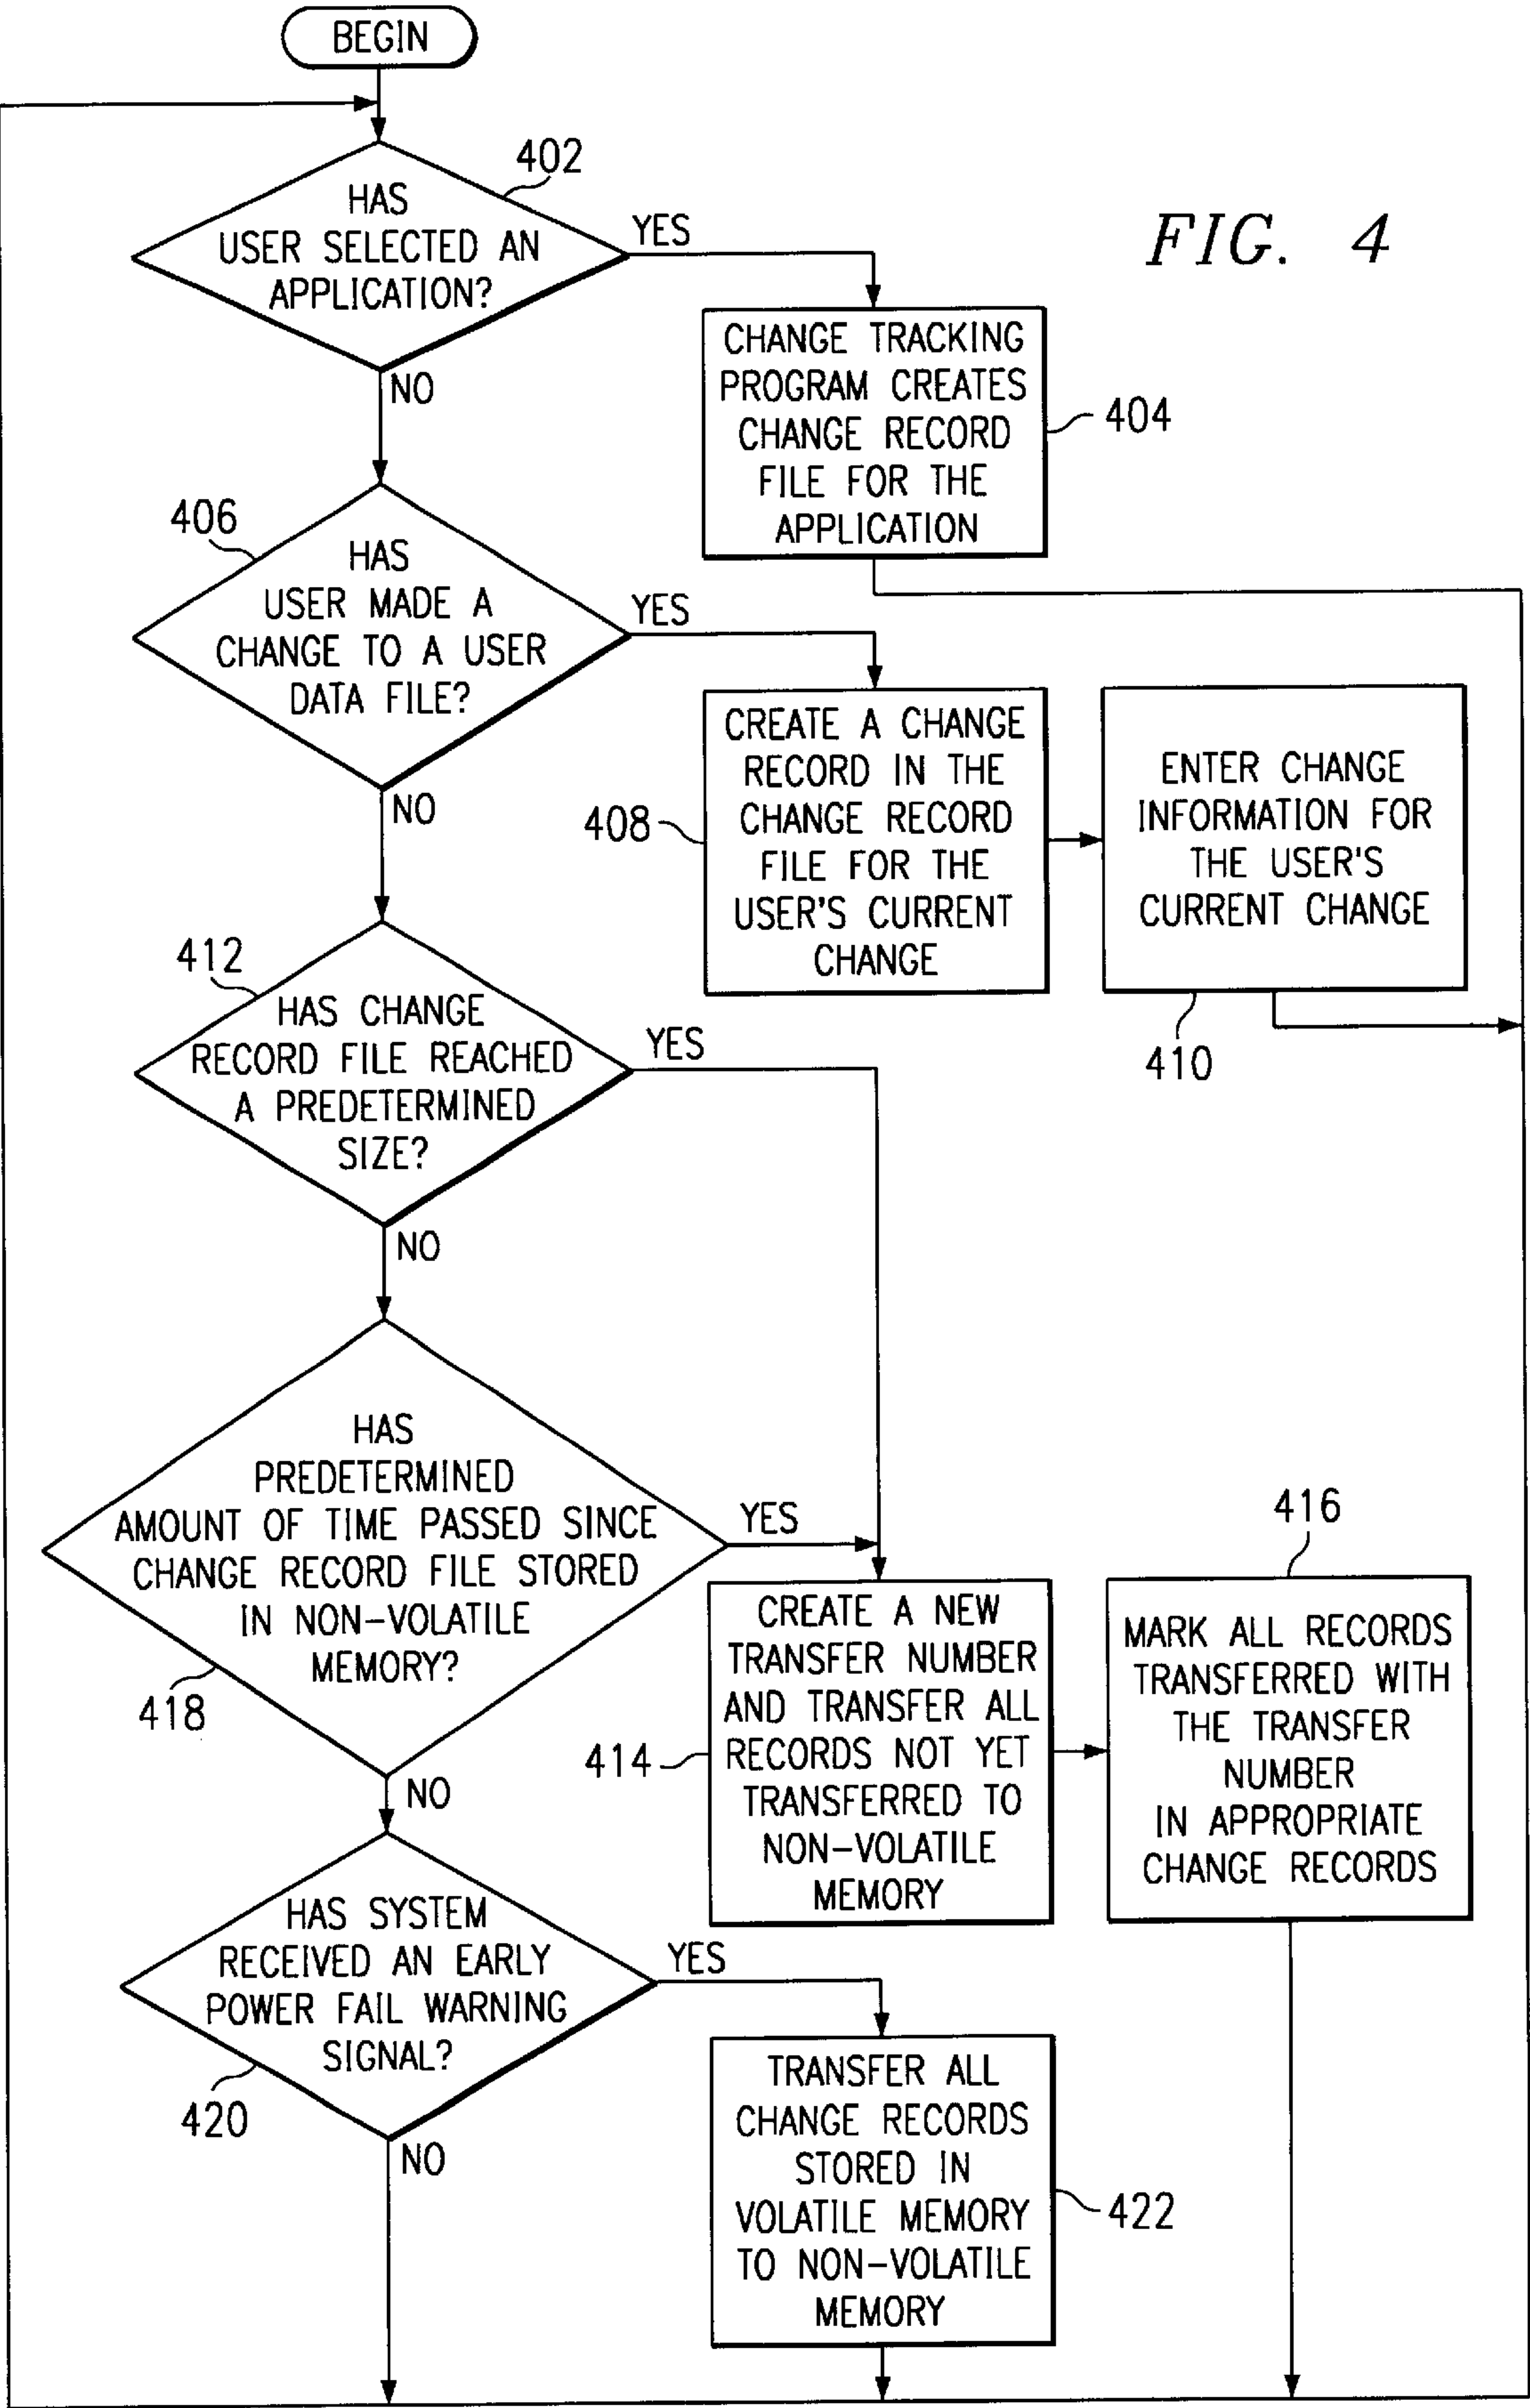 BEGIN
402
HAS
USER SELECTED AN
APPLICATION?
YES
NO
FIG. 4
CHANGE TRACKING
PROGRAM CREATES
CHANGE RECORD
FILE FOR THE
APPLICATION
404
406
HAS
USER MADE A
CHANGE TO A USER
DATA FILE?
YES
NO
CREATE A CHANGE
RECORD IN THE
CHANGE RECORD
FILE FOR THE
USER'S CURRENT
CHANGE
408
ENTER CHANGE
INFORMATION FOR
THE USER'S
CURRENT CHANGE
410
412
HAS CHANGE
RECORD FILE REACHED
A PREDETERMINED
SIZE?
YES
NO
HAS
PREDETERMINED
AMOUNT OF TIME PASSED SINCE
CHANGE RECORD FILE STORED
IN NON-VOLATILE
MEMORY?
418
YES
NO
CREATE A NEW
TRANSFER NUMBER
AND TRANSFER ALL
RECORDS NOT YET
TRANSFERRED TO
NON-VOLATILE
MEMORY
414
416
MARK ALL RECORDS
TRANSFERRED WITH
THE TRANSFER
NUMBER
IN APPROPRIATE
CHANGE RECORDS
HAS SYSTEM
RECEIVED AN EARLY
POWER FAIL WARNING
SIGNAL?
420
YES
NO
TRANSFER ALL
CHANGE RECORDS
STORED IN
VOLATILE MEMORY
TO NON-VOLATILE
MEMORY
422